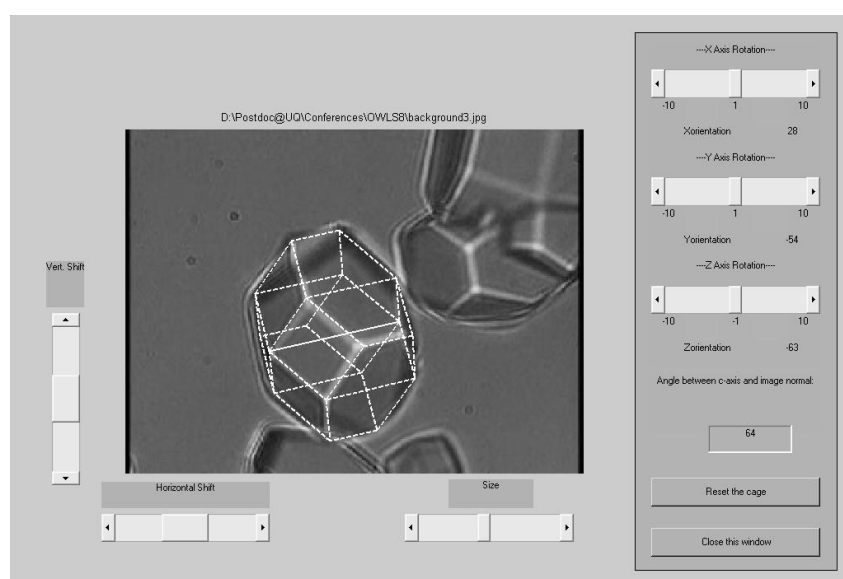 D:\Postdoc@UQ\Conferences\OWLS8\background3.jpg
Vert. Shift
Horizontal Shift
Size
----X Axis Rotation----
-10 1 10
Xorientation 28
----Y Axis Rotation----
-10 1 10
Yorientation -54
----Z Axis Rotation----
-10 -1 10
Zorientation -63
Angle between c-axis and image normal:
64
Reset the cage
Close this window